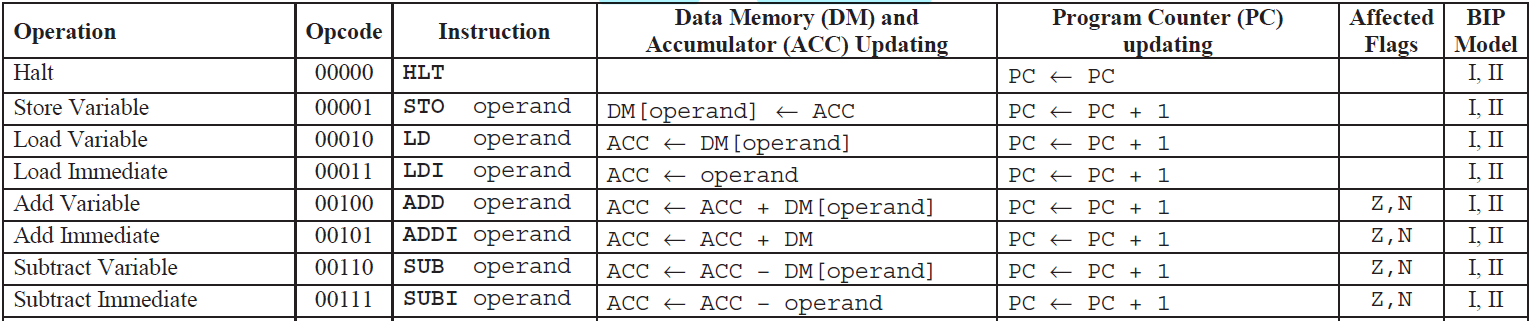 Operation Opcode Instruction Data Memory (DM) and Accumulator (ACC) Updating Program Counter (PC) updating Affected Flags BIP Model
Halt 00000 HLT PC ← PC I, II
Store Variable 00001 STO operand DM[operand] ← ACC PC ← PC + 1 I, II
Load Variable 00010 LD operand ACC ← DM[operand] PC ← PC + 1 I, II
Load Immediate 00011 LDI operand ACC ← operand PC ← PC + 1 I, II
Add Variable 00100 ADD operand ACC ← ACC + DM[operand] PC ← PC + 1 Z,N I, II
Add Immediate 00101 ADDI operand ACC ← ACC + DM PC ← PC + 1 Z,N I, II
Subtract Variable 00110 SUB operand ACC ← ACC – DM[operand] PC ← PC + 1 Z,N I, II
Subtract Immediate 00111 SUBI operand ACC ← ACC – operand PC ← PC + 1 Z,N I, II